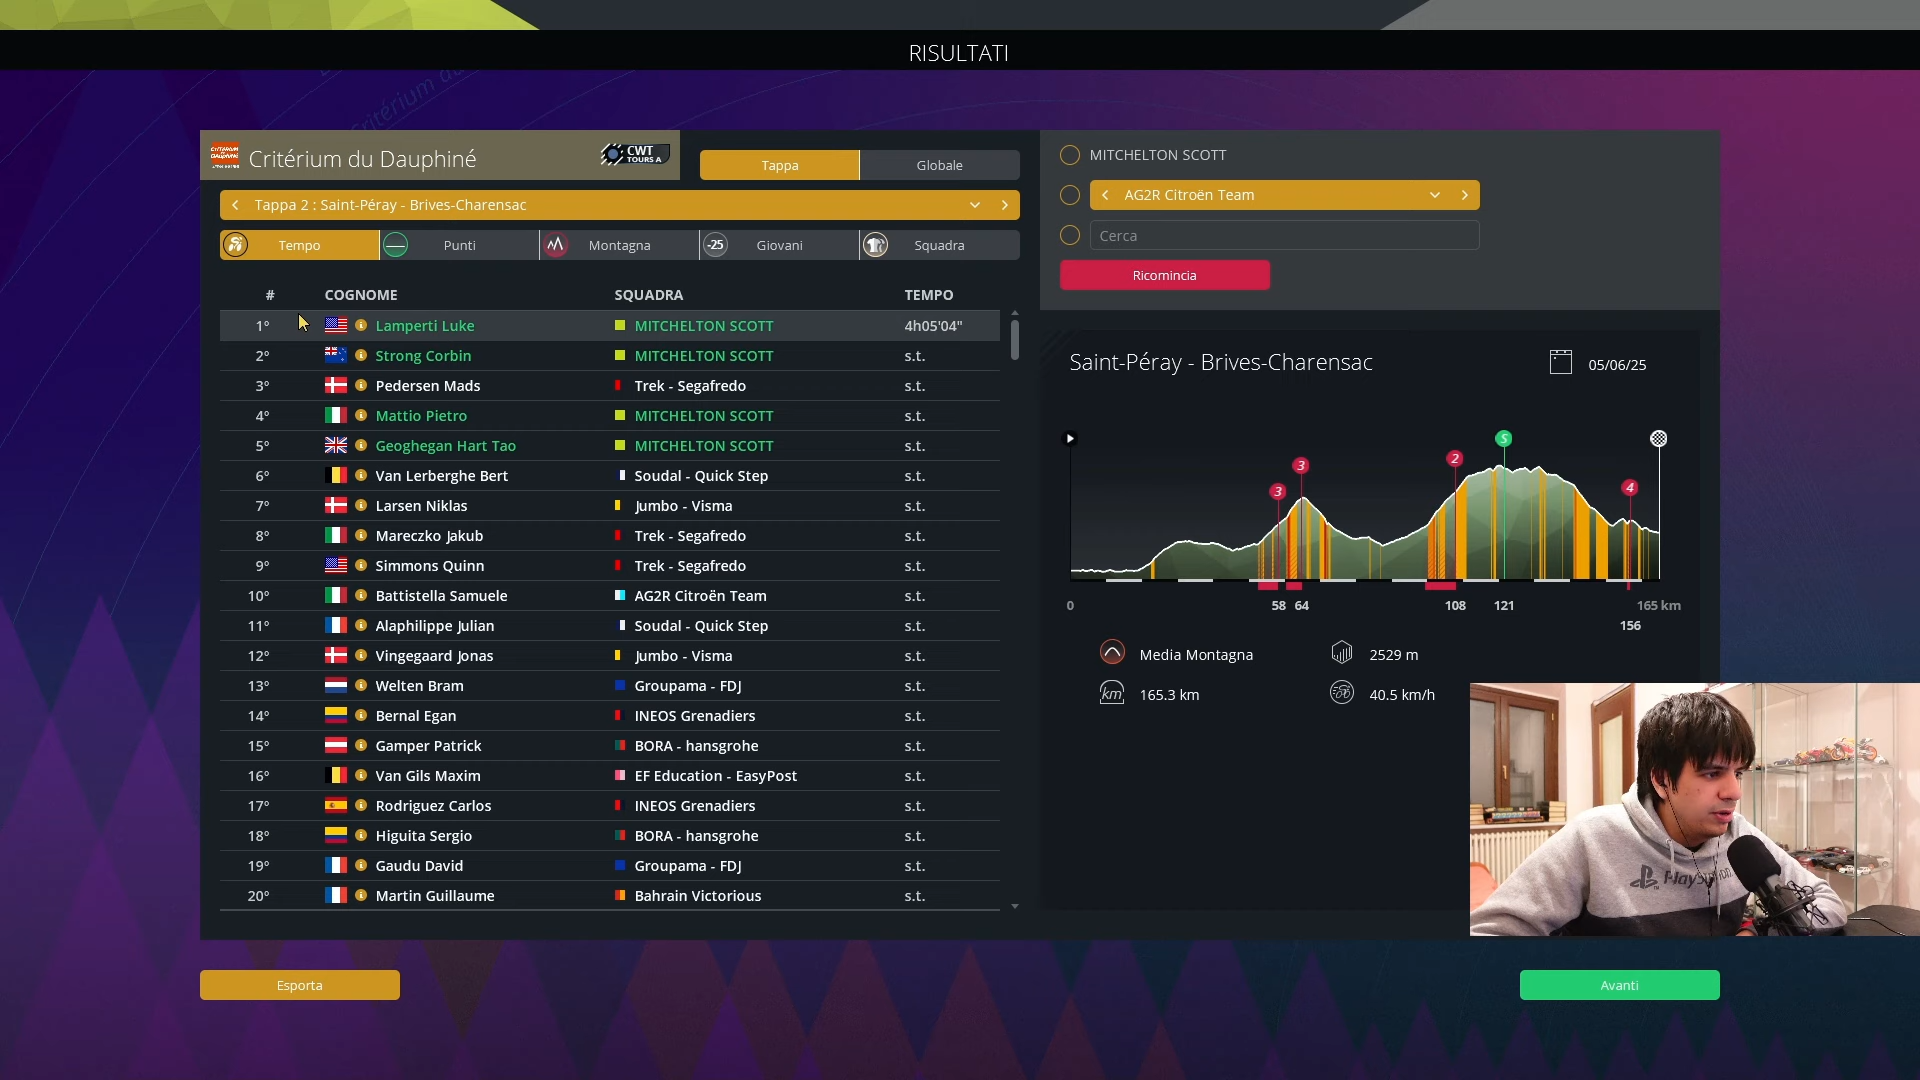 RISULTATI
Critérium du Dauphiné
CWT
TOURS A
Tappa
Globale
Tappa 2 : Saint-Péray - Brives-Charensac
Tempo
Punti
Montagna
-25
Giovani
Squadra
# COGNOME SQUADRA TEMPO
1° Lamperti Luke MITCHELTON SCOTT 4h05'04"
2° Strong Corbin MITCHELTON SCOTT s.t.
3° Pedersen Mads Trek - Segafredo s.t.
4° Mattio Pietro MITCHELTON SCOTT s.t.
5° Geoghegan Hart Tao MITCHELTON SCOTT s.t.
6° Van Lerberghe Bert Soudal - Quick Step s.t.
7° Larsen Niklas Jumbo - Visma s.t.
8° Mareczko Jakub Trek - Segafredo s.t.
9° Simmons Quinn Trek - Segafredo s.t.
10° Battistella Samuele AG2R Citroën Team s.t.
11° Alaphilippe Julian Soudal - Quick Step s.t.
12° Vingegaard Jonas Jumbo - Visma s.t.
13° Welten Bram Groupama - FDJ s.t.
14° Bernal Egan INEOS Grenadiers s.t.
15° Gamper Patrick BORA - hansgrohe s.t.
16° Van Gils Maxim EF Education - EasyPost s.t.
17° Rodriguez Carlos INEOS Grenadiers s.t.
18° Higuita Sergio BORA - hansgrohe s.t.
19° Gaudu David Groupama - FDJ s.t.
20° Martin Guillaume Bahrain Victorious s.t.
MITCHELTON SCOTT
AG2R Citroën Team
Cerca
Ricomincia
Saint-Péray - Brives-Charensac
05/06/25
3 3 2 S 4
0 58 64 108 121 165 km
156
Media Montagna
2529 m
km 165.3 km
40.5 km/h
Esporta
Avanti